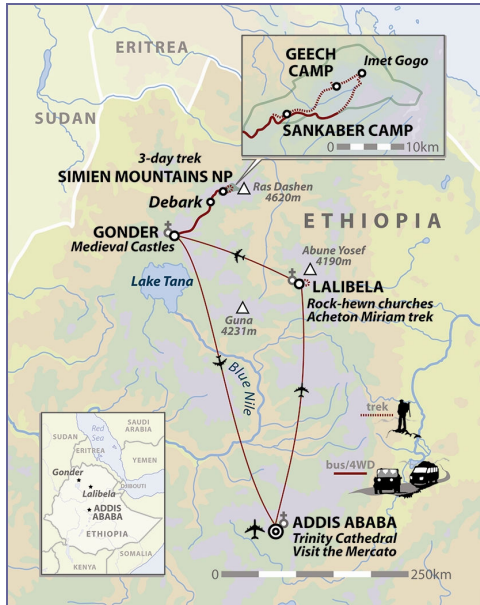 ERITREA
SUDAN
GEECH
CAMP
Imet Gogo
SANKABER CAMP
0 10km
3-day trek
SIMIEN MOUNTAINS NP
Debark
Ras Dashen
4620m
ETHIOPIA
GONDER
Medieval Castles
Abune Yosef
4190m
Lake Tana
LALIBELA
Rock-hewn churches
Acheton Miriam trek
Guna
4231m
Blue Nile
trek
bus/4WD
Red
Sea
SAUDI
ARABIA
SUDAN
ERITREA
YEMEN
Gonder
DJIBOUTI
Lalibela
ADDIS
ABABA
ETHIOPIA
SOMALIA
KENYA
ADDIS ABABA
Trinity Cathedral
Visit the Mercato
0 250km